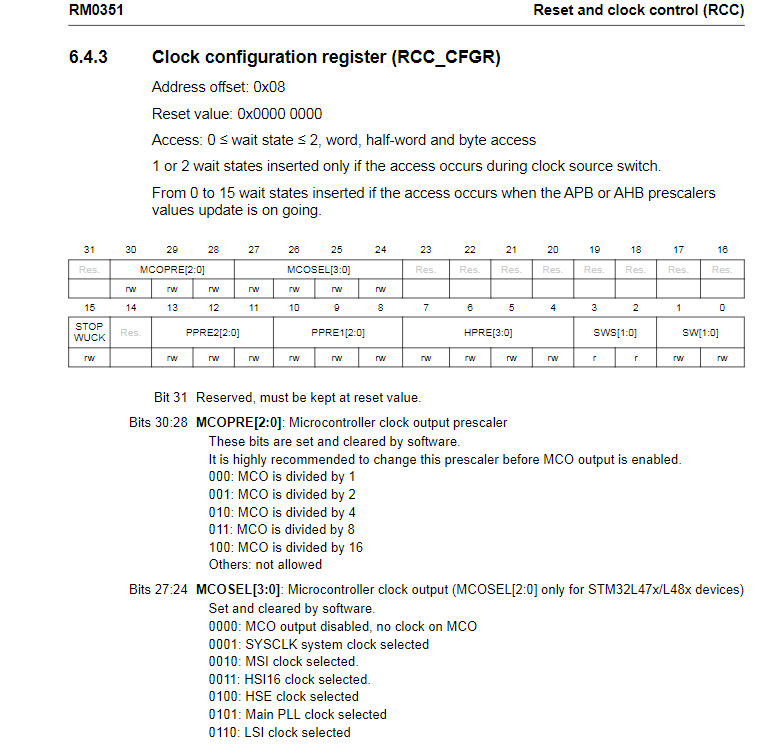 RM0351 Reset and clock control (RCC)
6.4.3 Clock configuration register (RCC_CFGR)
Address offset: 0x08
Reset value: 0x0000 0000
Access: 0 ≤ wait state ≤ 2, word, half-word and byte access
1 or 2 wait states inserted only if the access occurs during clock source switch.
From 0 to 15 wait states inserted if the access occurs when the APB or AHB prescalers
values update is on going.
31 30 29 28 27 26 25 24 23 22 21 20 19 18 17 16
Res. MCOPRE[2:0] MCOSEL[3:0] Res. Res. Res. Res. Res. Res. Res. Res.
rw rw rw rw rw rw rw
15 14 13 12 11 10 9 8 7 6 5 4 3 2 1 0
STOP
WUCK Res. PPRE2[2:0] PPRE1[2:0] HPRE[3:0] SWS[1:0] SW[1:0]
rw rw rw rw rw rw rw rw rw rw rw r r rw rw
Bit 31 Reserved, must be kept at reset value.
Bits 30:28 MCOPRE[2:0]: Microcontroller clock output prescaler
These bits are set and cleared by software.
It is highly recommended to change this prescaler before MCO output is enabled.
000: MCO is divided by 1
001: MCO is divided by 2
010: MCO is divided by 4
011: MCO is divided by 8
100: MCO is divided by 16
Others: not allowed
Bits 27:24 MCOSEL[3:0]: Microcontroller clock output (MCOSEL[2:0] only for STM32L47x/L48x devices)
Set and cleared by software.
0000: MCO output disabled, no clock on MCO
0001: SYSCLK system clock selected
0010: MSI clock selected.
0011: HSI16 clock selected.
0100: HSE clock selected
0101: Main PLL clock selected
0110: LSI clock selected